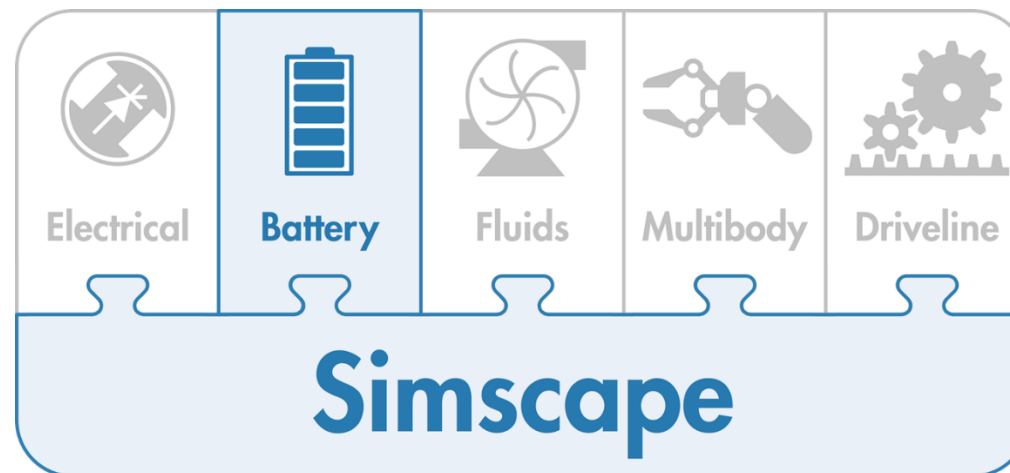 Electrical
Battery
Fluids
Multibody
Driveline
Simscape